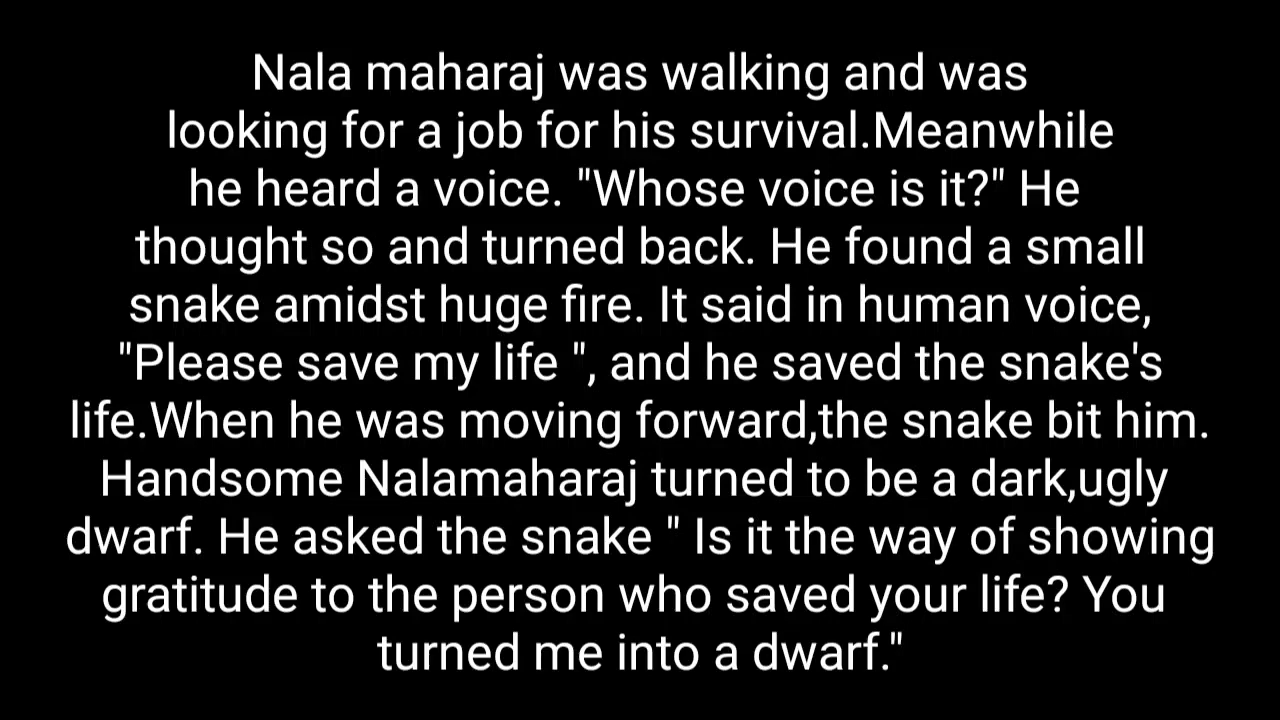 Nala maharaj was walking and was
looking for a job for his survival.Meanwhile
he heard a voice. "Whose voice is it?" He
thought so and turned back. He found a small
snake amidst huge fire. It said in human voice,
"Please save my life ", and he saved the snake's
life.When he was moving forward,the snake bit him.
Handsome Nalamaharaj turned to be a dark,ugly
dwarf. He asked the snake " Is it the way of showing
gratitude to the person who saved your life? You
turned me into a dwarf."